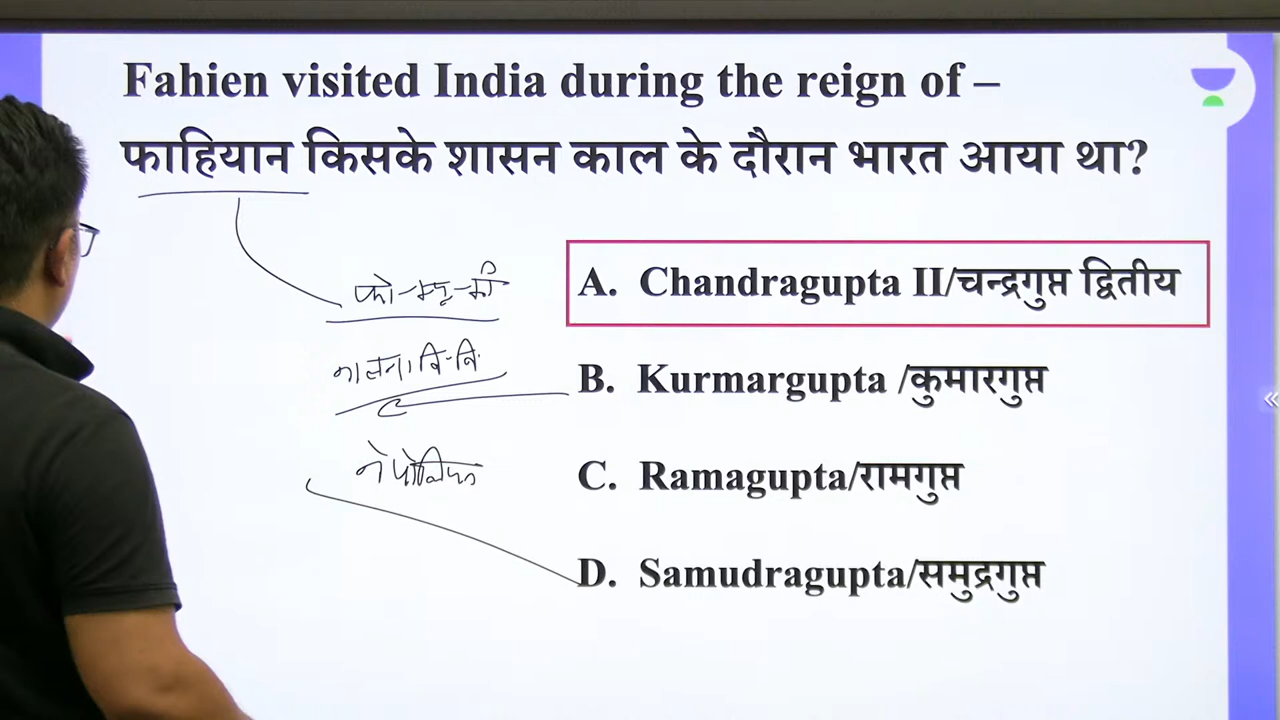 Fahien visited India during the reign of –
फाहियान किसके शासन काल के दौरान भारत आया था?
A. Chandragupta II/चन्द्रगुप्त द्वितीय
B. Kurmargupta /कुमारगुप्त
C. Ramagupta/रामगुप्त
D. Samudragupta/समुद्रगुप्त
फो-क्यू-की
नालन्दा वि-वि